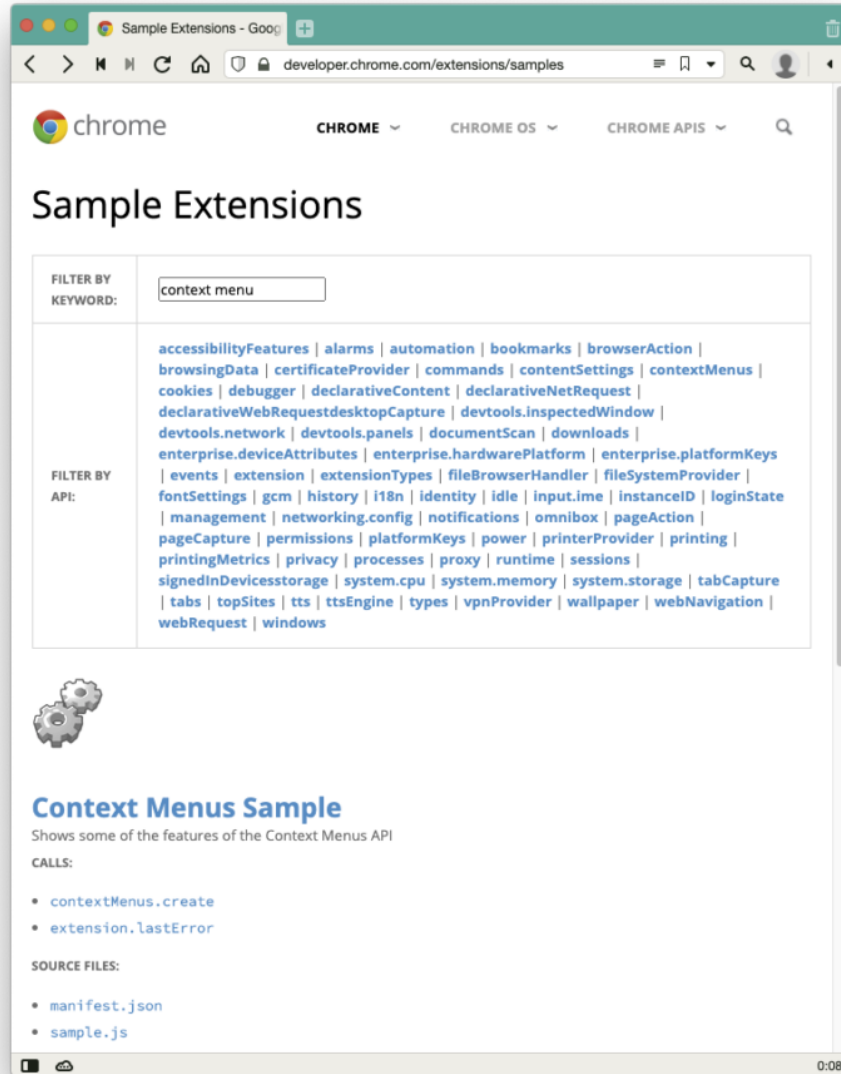 Sample Extensions - Goog
developer.chrome.com/extensions/samples
chrome
CHROME
CHROME OS
CHROME APIS
Sample Extensions
FILTER BY
KEYWORD:
context menu
FILTER BY
API:
accessibilityFeatures | alarms | automation | bookmarks | browserAction |
browsingData | certificateProvider | commands | contentSettings | contextMenus |
cookies | debugger | declarativeContent | declarativeNetRequest |
declarativeWebRequestdesktopCapture | devtools.inspectedWindow |
devtools.network | devtools.panels | documentScan | downloads |
enterprise.deviceAttributes | enterprise.hardwarePlatform | enterprise.platformKeys
| events | extension | extensionTypes | fileBrowserHandler | fileSystemProvider |
fontSettings | gcm | history | i18n | identity | idle | input.ime | instanceID | loginState
| management | networking.config | notifications | omnibox | pageAction |
pageCapture | permissions | platformKeys | power | printerProvider | printing |
printingMetrics | privacy | processes | proxy | runtime | sessions |
signedInDevicesstorage | system.cpu | system.memory | system.storage | tabCapture
| tabs | topSites | tts | ttsEngine | types | vpnProvider | wallpaper | webNavigation |
webRequest | windows
Context Menus Sample
Shows some of the features of the Context Menus API
CALLS:
• contextMenus.create
• extension.lastError
SOURCE FILES:
• manifest.json
• sample.js
0:08